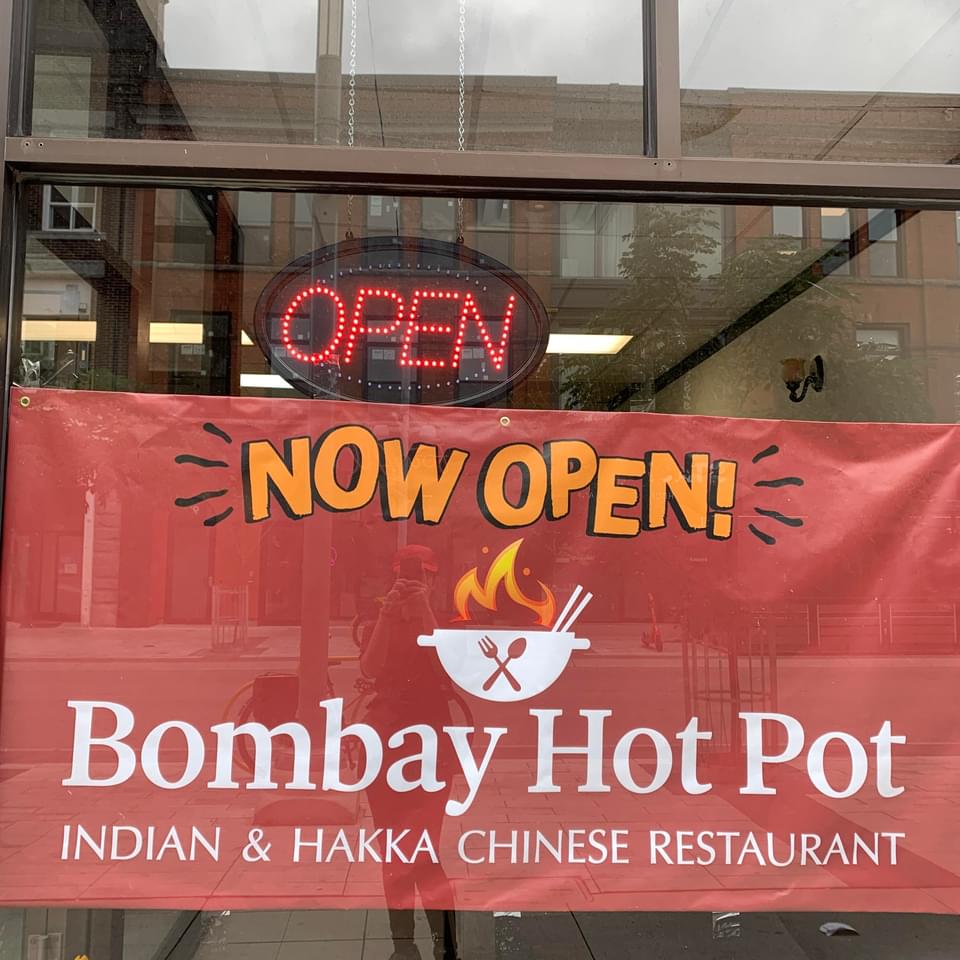 OPEN
NOW OPEN!
Bombay Hot Pot
INDIAN & HAKKA CHINESE RESTAURANT